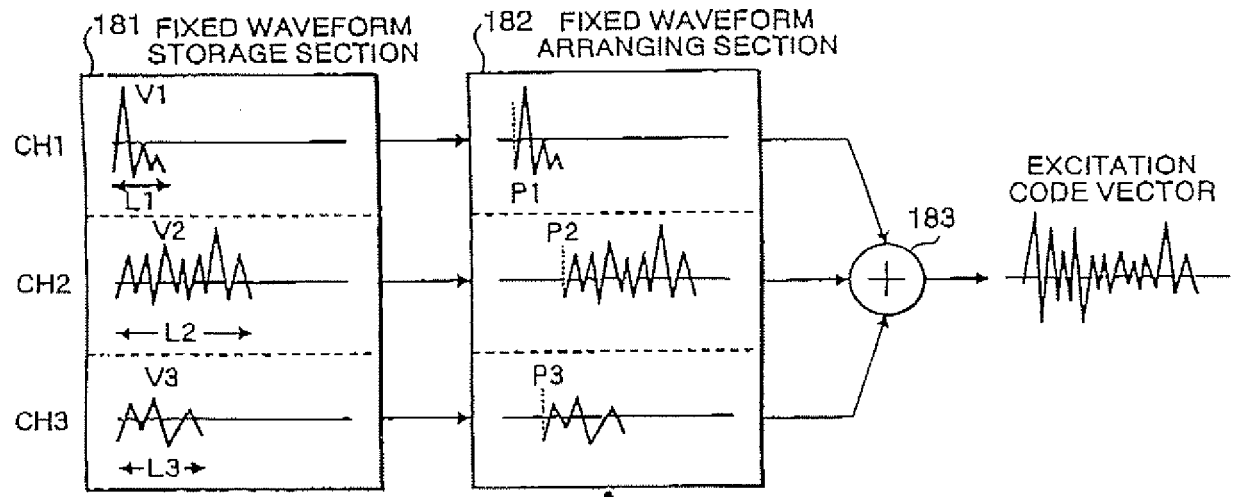 181 FIXED WAVEFORM
STORAGE SECTION
182 FIXED WAVEFORM
ARRANGING SECTION
CH1
V1
L1
P1
EXCITATION
CODE VECTOR
183
CH2
V2
L2
P2
+
CH3
V3
L3
P3